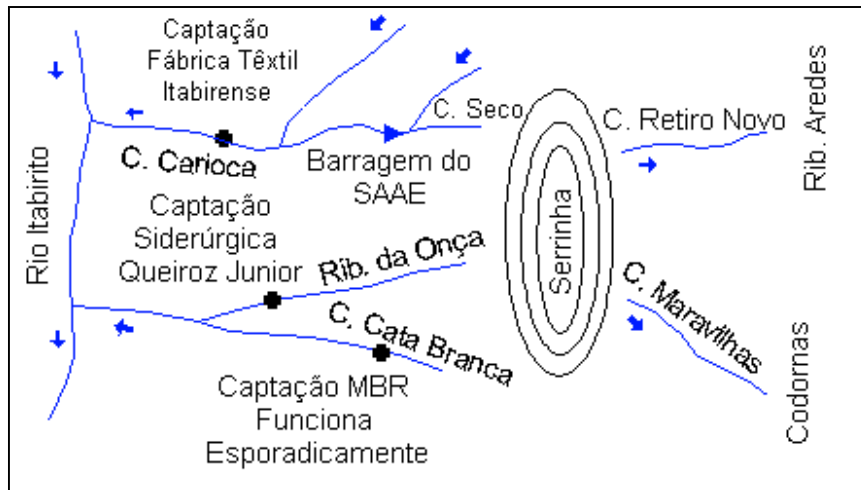 Captação
Fábrica Têxtil
Itabirense
C. Seco
C. Retiro Novo
Rib. Aredes
C. Carioca
Barragem do
SAAE
Rio Itabirito
Captação
Siderúrgica
Queiroz Junior
Rib. da Onça
Serrinha
C. Maravilhas
C. Cata Branca
Captação MBR
Funciona
Esporadicamente
Codornas